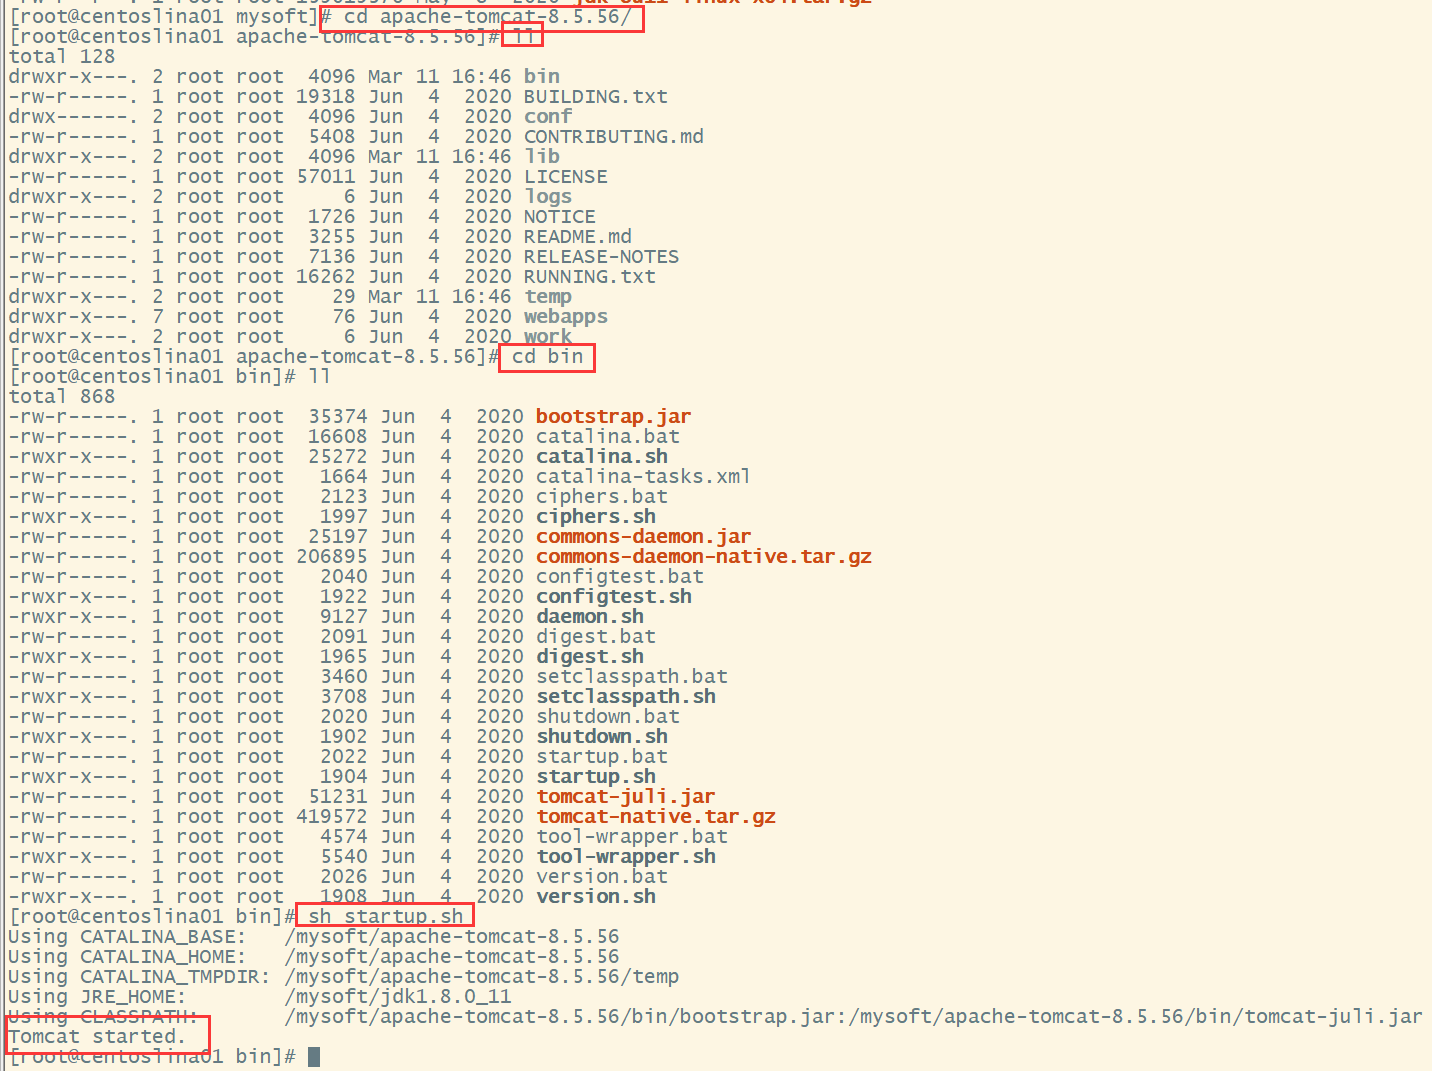 [root@centoslina01 mysoft]# cd apache-tomcat-8.5.56/
[root@centoslina01 apache-tomcat-8.5.56]# ll
total 128
drwxr-x---. 2 root root  4096 Mar 11 16:46 bin
-rw-r-----. 1 root root 19318 Jun  4  2020 BUILDING.txt
drwx------. 2 root root  4096 Jun  4  2020 conf
-rw-r-----. 1 root root  5408 Jun  4  2020 CONTRIBUTING.md
drwxr-x---. 2 root root  4096 Mar 11 16:46 lib
-rw-r-----. 1 root root 57011 Jun  4  2020 LICENSE
drwxr-x---. 2 root root     6 Jun  4  2020 logs
-rw-r-----. 1 root root  1726 Jun  4  2020 NOTICE
-rw-r-----. 1 root root  3255 Jun  4  2020 README.md
-rw-r-----. 1 root root  7136 Jun  4  2020 RELEASE-NOTES
-rw-r-----. 1 root root 16262 Jun  4  2020 RUNNING.txt
drwxr-x---. 2 root root    29 Mar 11 16:46 temp
drwxr-x---. 7 root root    76 Jun  4  2020 webapps
drwxr-x---. 2 root root     6 Jun  4  2020 work
[root@centoslina01 apache-tomcat-8.5.56]# cd bin
[root@centoslina01 bin]# ll
total 868
-rw-r-----. 1 root root  35374 Jun  4  2020 bootstrap.jar
-rw-r-----. 1 root root  16608 Jun  4  2020 catalina.bat
-rwxr-x---. 1 root root  25272 Jun  4  2020 catalina.sh
-rw-r-----. 1 root root   1664 Jun  4  2020 catalina-tasks.xml
-rw-r-----. 1 root root   2123 Jun  4  2020 ciphers.bat
-rwxr-x---. 1 root root   1997 Jun  4  2020 ciphers.sh
-rw-r-----. 1 root root  25197 Jun  4  2020 commons-daemon.jar
-rw-r-----. 1 root root 206895 Jun  4  2020 commons-daemon-native.tar.gz
-rw-r-----. 1 root root   2040 Jun  4  2020 configtest.bat
-rwxr-x---. 1 root root   1922 Jun  4  2020 configtest.sh
-rwxr-x---. 1 root root   9127 Jun  4  2020 daemon.sh
-rw-r-----. 1 root root   2091 Jun  4  2020 digest.bat
-rwxr-x---. 1 root root   1965 Jun  4  2020 digest.sh
-rw-r-----. 1 root root   3460 Jun  4  2020 setclasspath.bat
-rwxr-x---. 1 root root   3708 Jun  4  2020 setclasspath.sh
-rw-r-----. 1 root root   2020 Jun  4  2020 shutdown.bat
-rwxr-x---. 1 root root   1902 Jun  4  2020 shutdown.sh
-rw-r-----. 1 root root   2022 Jun  4  2020 startup.bat
-rwxr-x---. 1 root root   1904 Jun  4  2020 startup.sh
-rw-r-----. 1 root root  51231 Jun  4  2020 tomcat-juli.jar
-rw-r-----. 1 root root 419572 Jun  4  2020 tomcat-native.tar.gz
-rw-r-----. 1 root root   4574 Jun  4  2020 tool-wrapper.bat
-rwxr-x---. 1 root root   5540 Jun  4  2020 tool-wrapper.sh
-rw-r-----. 1 root root   2026 Jun  4  2020 version.bat
-rwxr-x---. 1 root root   1908 Jun  4  2020 version.sh
[root@centoslina01 bin]# sh startup.sh
Using CATALINA_BASE:   /mysoft/apache-tomcat-8.5.56
Using CATALINA_HOME:   /mysoft/apache-tomcat-8.5.56
Using CATALINA_TMPDIR: /mysoft/apache-tomcat-8.5.56/temp
Using JRE_HOME:        /mysoft/jdk1.8.0_11
Using CLASSPATH:       /mysoft/apache-tomcat-8.5.56/bin/bootstrap.jar:/mysoft/apache-tomcat-8.5.56/bin/tomcat-juli.jar
Tomcat started.
[root@centoslina01 bin]#